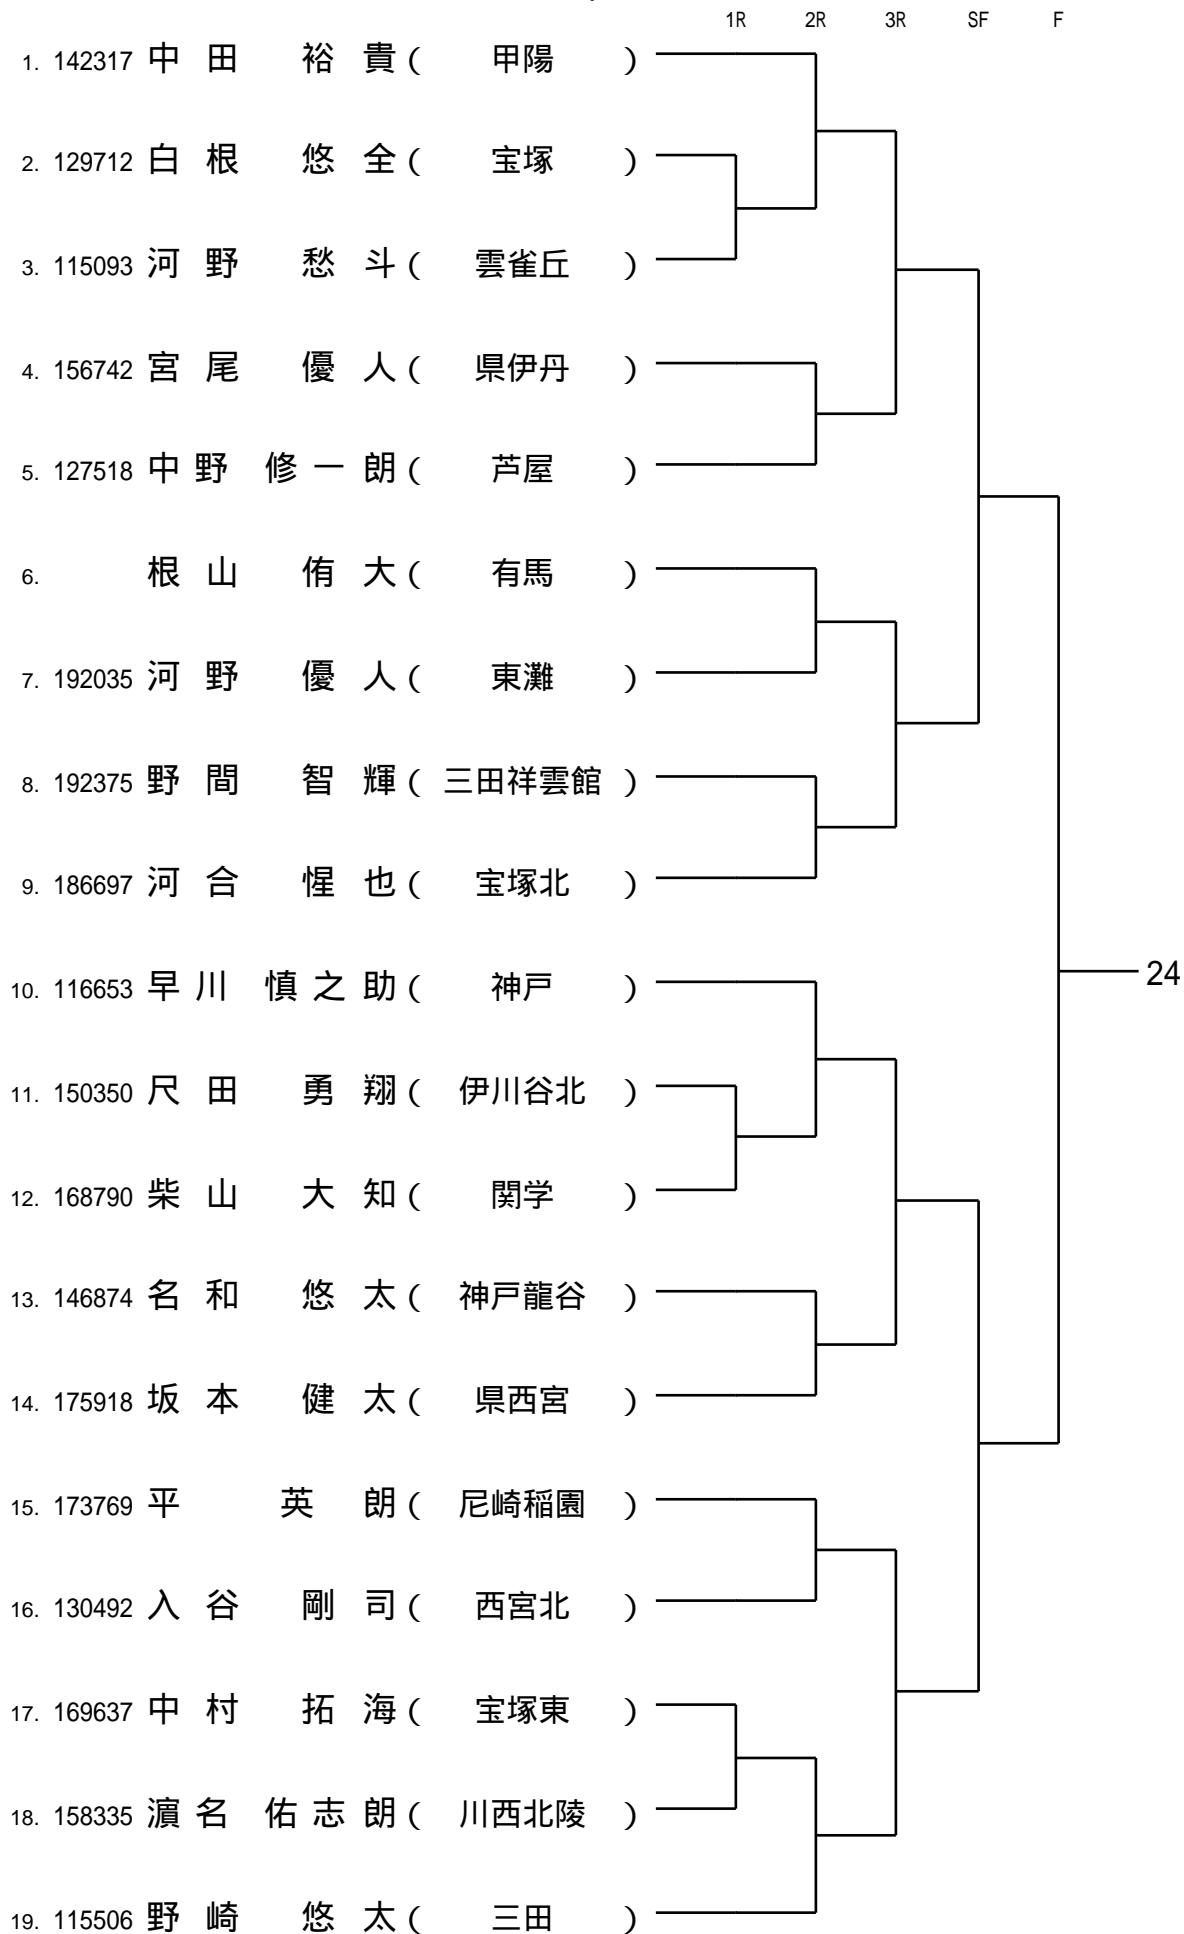 1R 2R 3R SF F
1. 142317 中田 裕貴 ( 甲陽 )
2. 129712 白根 悠全 ( 宝塚 )
3. 115093 河野 愁斗 ( 雲雀丘 )
4. 156742 宮尾 優人 ( 県伊丹 )
5. 127518 中野 修一朗 ( 芦屋 )
6. 根山 侑大 ( 有馬 )
7. 192035 河野 優人 ( 東灘 )
8. 192375 野間 智輝 ( 三田祥雲館 )
9. 186697 河合 惺也 ( 宝塚北 )
24
10. 116653 早川 慎之助 ( 神戸 )
11. 150350 尺田 勇翔 ( 伊川谷北 )
12. 168790 柴山 大知 ( 関学 )
13. 146874 名和 悠太 ( 神戸龍谷 )
14. 175918 坂本 健太 ( 県西宮 )
15. 173769 平 英朗 ( 尼崎稲園 )
16. 130492 入谷 剛司 ( 西宮北 )
17. 169637 中村 拓海 ( 宝塚東 )
18. 158335 濵名 佑志朗 ( 川西北陵 )
19. 115506 野崎 悠太 ( 三田 )